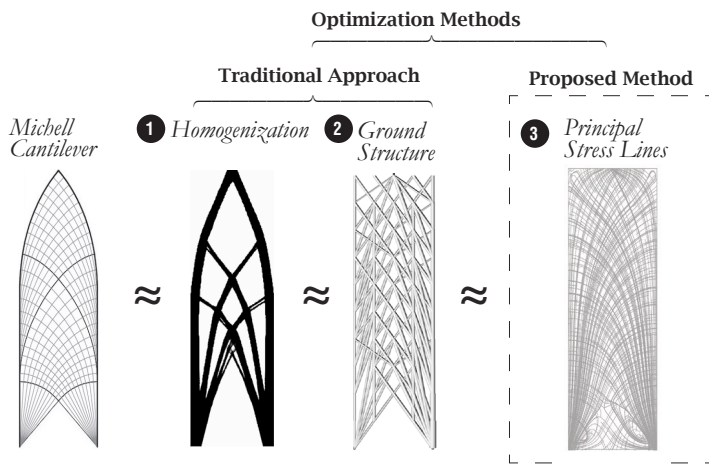 Optimization Methods
Traditional Approach
Proposed Method
Michell
Cantilever
1 Homogenization
2 Ground
Structure
3 Principal
Stress Lines
≈ ≈ ≈